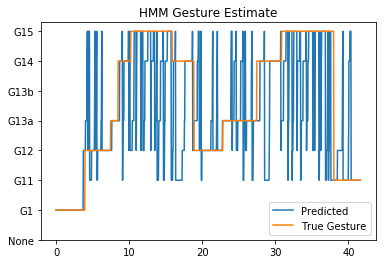 HMM Gesture Estimate
G15
G14
G13b
G13a
G12
G11
G1
None
0 10 20 30 40
Predicted
True Gesture